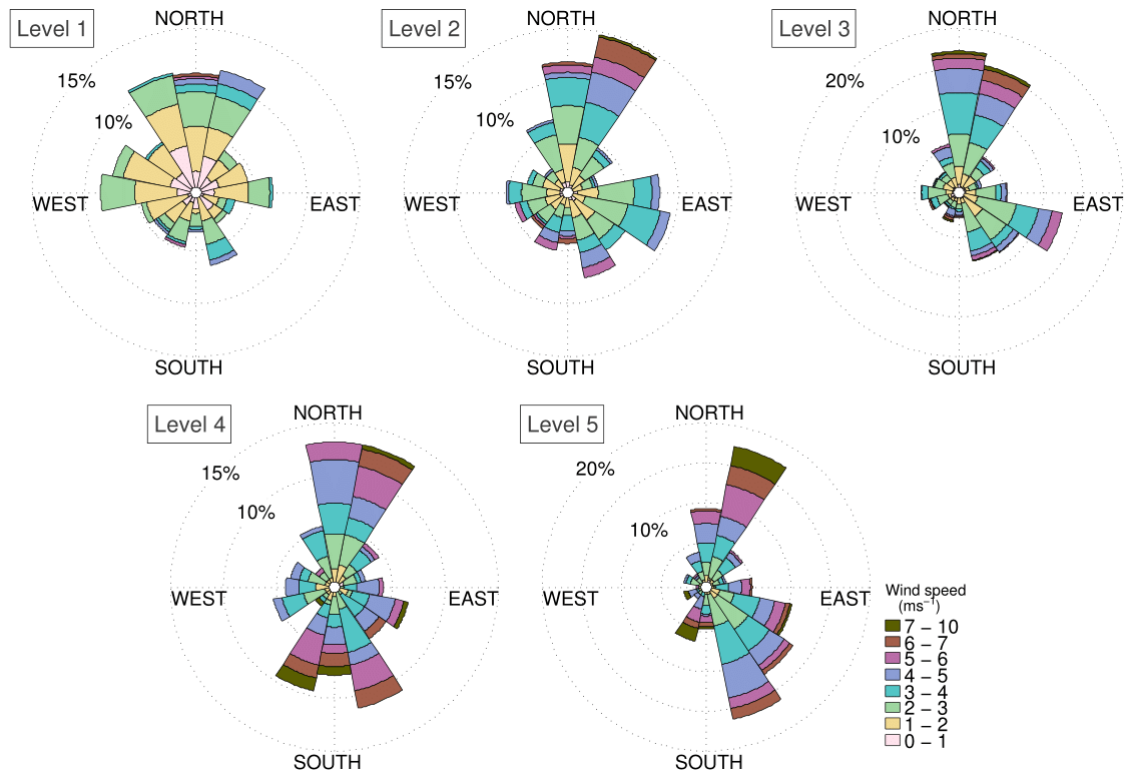 Level 1
NORTH
15%
10%
WEST
EAST
SOUTH
Level 2
NORTH
15%
10%
WEST
EAST
SOUTH
Level 3
NORTH
20%
10%
WEST
EAST
SOUTH
Level 4
NORTH
15%
10%
WEST
EAST
SOUTH
Level 5
NORTH
20%
10%
WEST
EAST
SOUTH
Wind speed
(ms⁻¹)
7 – 10
6 – 7
5 – 6
4 – 5
3 – 4
2 – 3
1 – 2
0 – 1